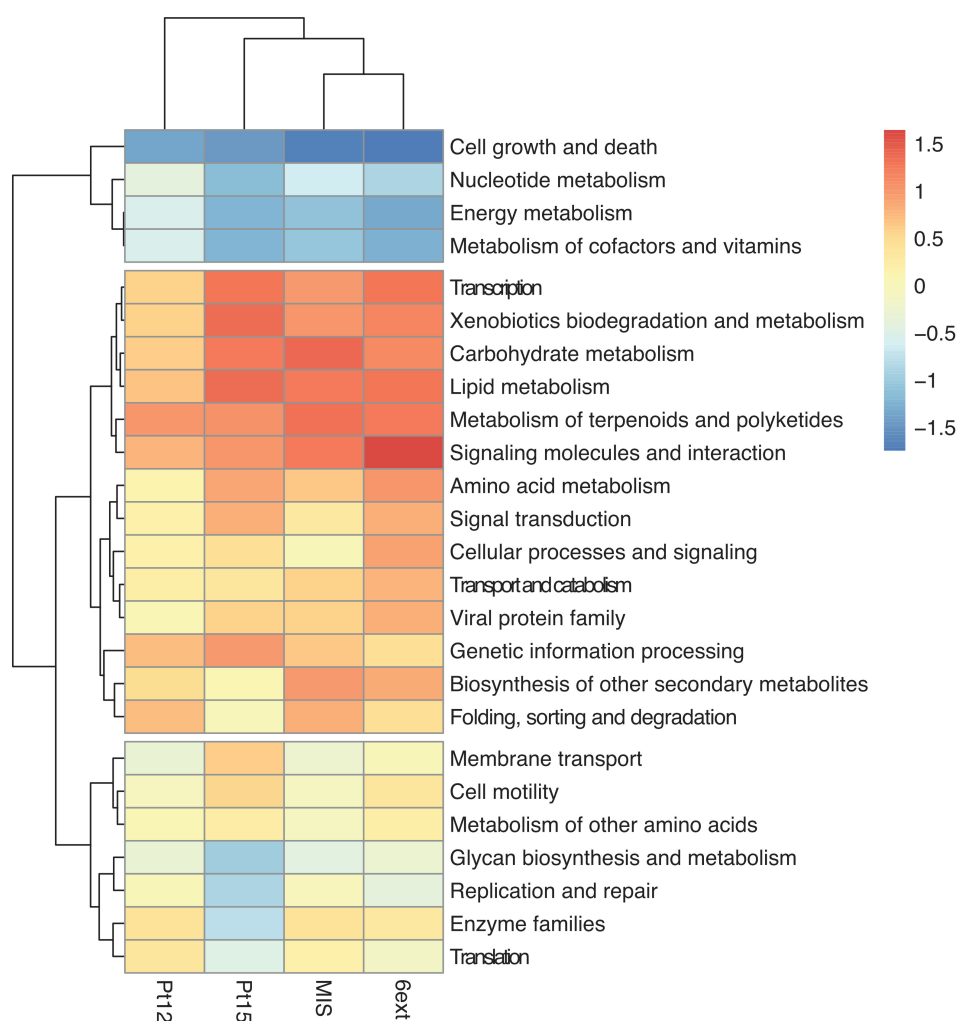 Cell growth and death
Nucleotide metabolism
Energy metabolism
Metabolism of cofactors and vitamins
Transcription
Xenobiotics biodegradation and metabolism
Carbohydrate metabolism
Lipid metabolism
Metabolism of terpenoids and polyketides
Signaling molecules and interaction
Amino acid metabolism
Signal transduction
Cellular processes and signaling
Transport and catabolism
Viral protein family
Genetic information processing
Biosynthesis of other secondary metabolites
Folding, sorting and degradation
Membrane transport
Cell motility
Metabolism of other amino acids
Glycan biosynthesis and metabolism
Replication and repair
Enzyme families
Translation
1.5
1
0.5
0
−0.5
−1
−1.5
Pt12
Pt15
MIS
6ext